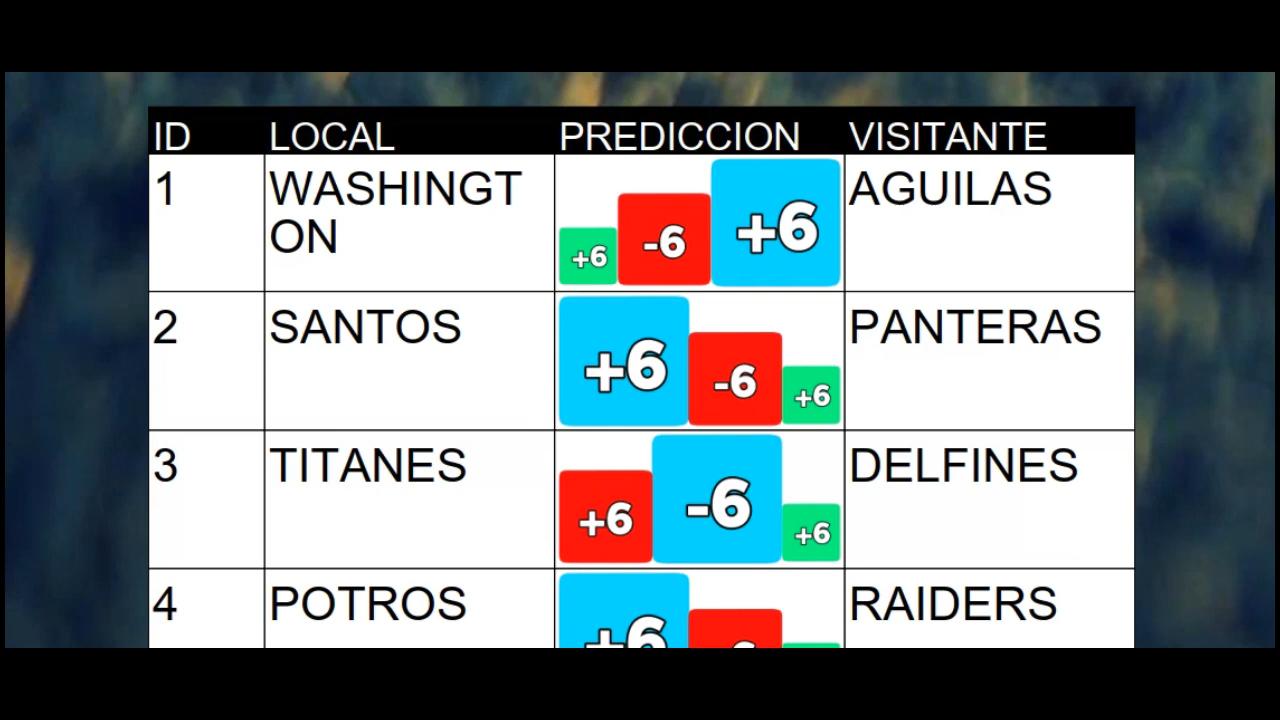 ID LOCAL PREDICCION VISITANTE
1 WASHINGT +6 -6 +6 AGUILAS
ON
2 SANTOS +6 -6 +6 PANTERAS
3 TITANES +6 -6 +6 DELFINES
4 POTROS +6 RAIDERS